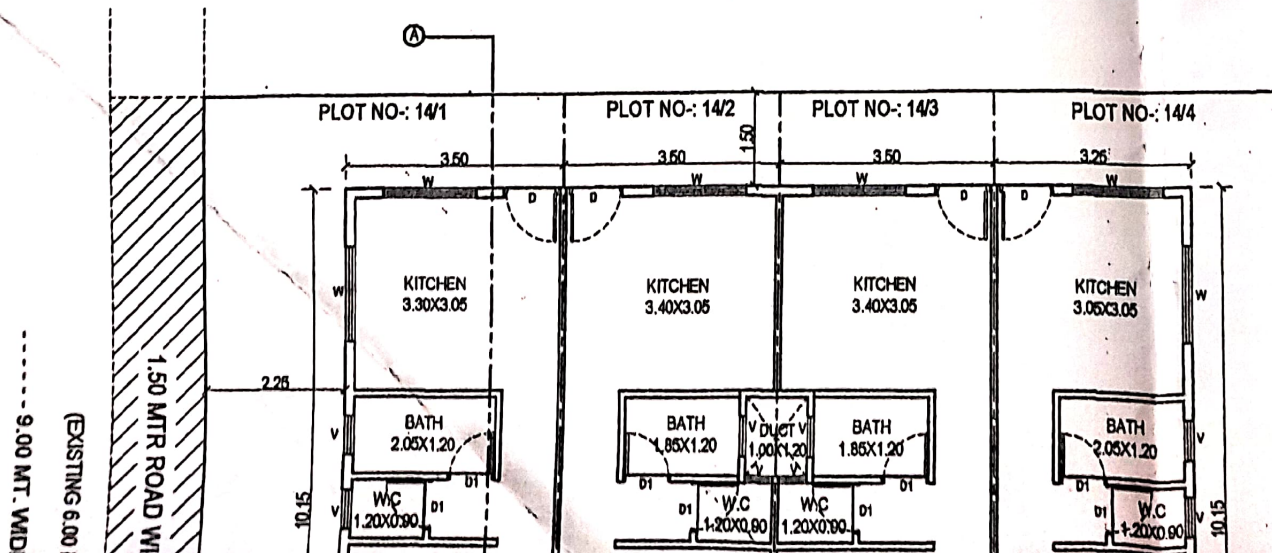 A
PLOT NO-: 14/1
PLOT NO-: 14/2
PLOT NO-: 14/3
PLOT NO-: 14/4
1.50
3.50
3.50
3.50
3.25
W
W
W
W
D
D
D
D
KITCHEN
3.30X3.05
KITCHEN
3.40X3.05
KITCHEN
3.40X3.05
KITCHEN
3.05X3.05
W
W
2.25
BATH
2.05X1.20
BATH
1.85X1.20
DUCT
1.00X1.20
BATH
1.85X1.20
BATH
2.05X1.20
V
V
V
V
V
V
D1
D1
D1
D1
W.C
1.20X0.90
W.C
1.20X0.90
W.C
1.20X0.90
W.C
1.20X0.90
D1
D1
D1
D1
V
V
10.15
10.15
1.50 MTR ROAD
(EXISTING 6.00
9.00 MT.